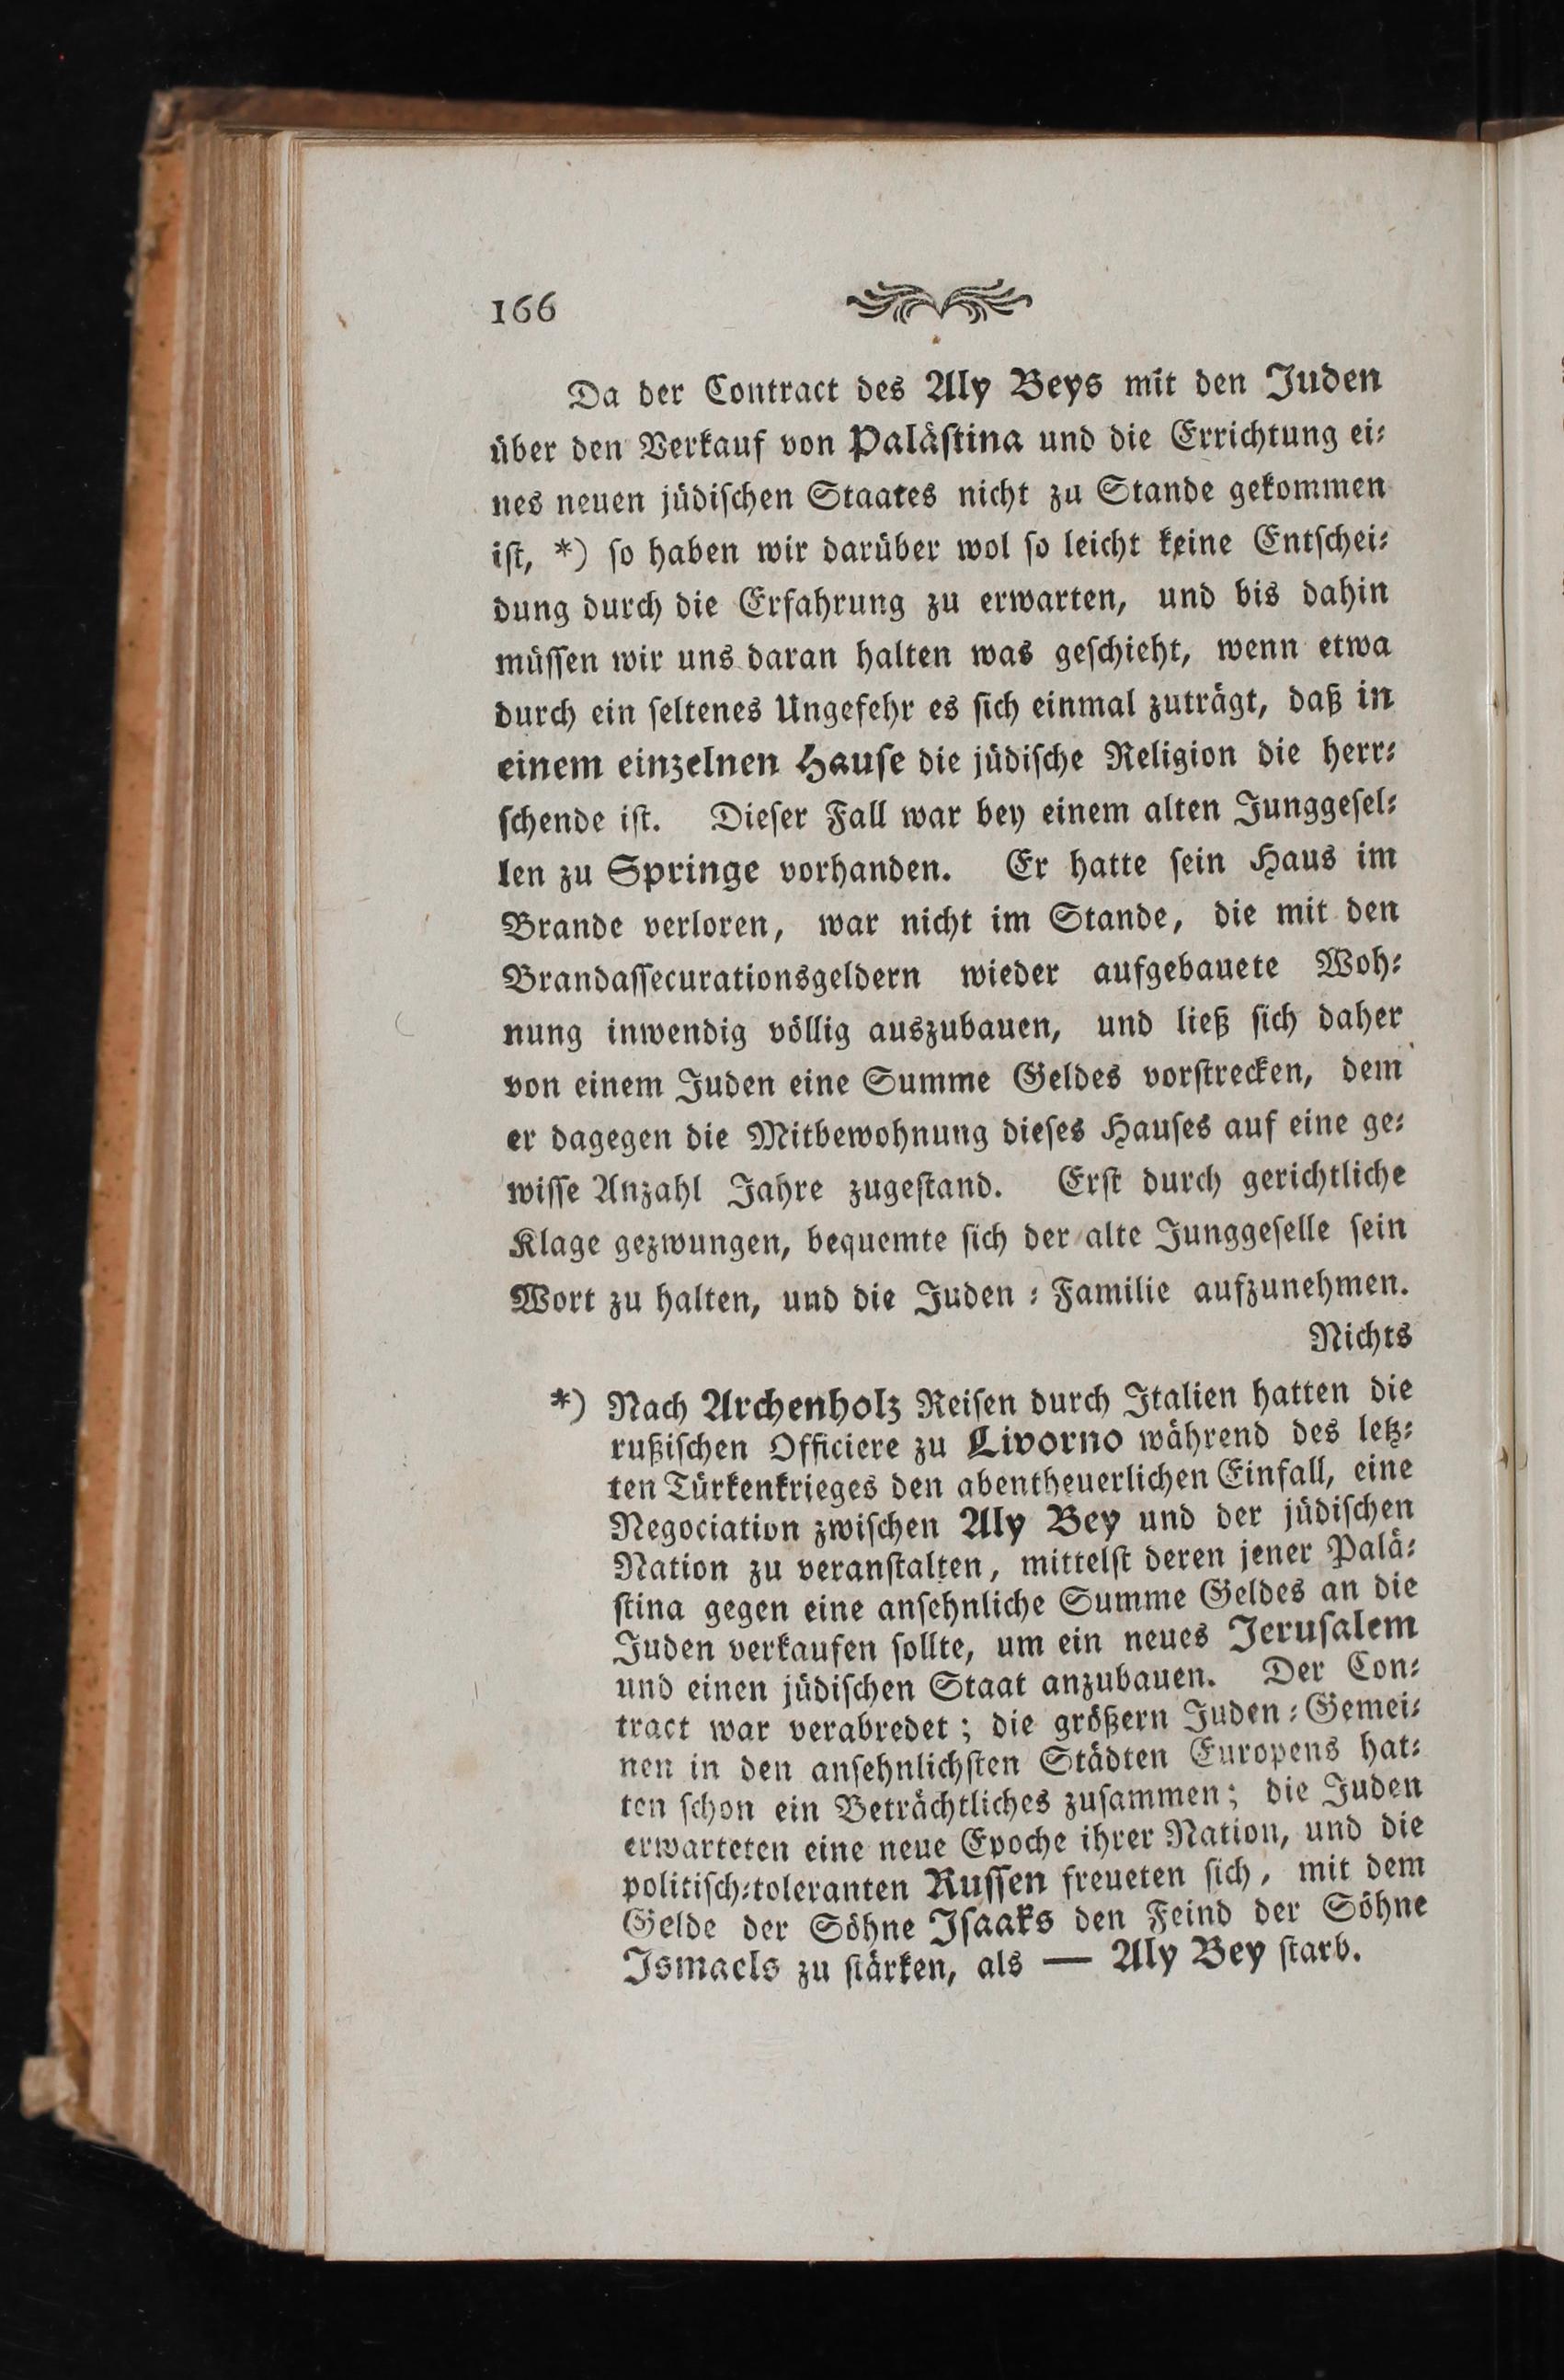 166
Da der Contract des Aly Beys mit den Juden
über den Verkauf von Palästina und die Errichtung ei⸗
nes neuen jüdiſchen Staates nicht zu Stande gekommen
iſt, *) ſo haben wir darüber wol ſo leicht keine Entſchei⸗
dung durch die Erfahrung zu erwarten, und bis dahin
müſſen wir uns daran halten was geſchieht, wenn etwa
durch ein ſeltenes Ungefehr es ſich einmal zuträgt, daß in
einem einzelnen Hauſe die jüdiſche Religion die herr⸗
ſchende iſt. Dieſer Fall war bey einem alten Junggeſel⸗
len zu Springe vorhanden. Er hatte ſein Haus im
Brande verloren, war nicht im Stande, die mit den
Brandaſſecurationsgeldern wieder aufgebauete Woh⸗
nung inwendig völlig auszubauen, und ließ ſich daher
von einem Juden eine Summe Geldes vorſtrecken, dem
er dagegen die Mitbewohnung dieſes Hauſes auf eine ge⸗
wiſſe Anzahl Jahre zugeſtand. Erſt durch gerichtliche
Klage gezwungen, bequemte ſich der alte Junggeſelle ſein
Wort zu halten, und die Juden⸗Familie aufzunehmen.
Nichts
*) Nach Archenholz Reiſen durch Italien hatten die
rußiſchen Officiere zu Livorno während des letz⸗
ten Türkenkrieges den abentheuerlichen Einfall, eine
Negociation zwiſchen Aly Bey und der jüdiſchen
Nation zu veranſtalten, mittelſt deren jener Palä⸗
ſtina gegen eine anſehnliche Summe Geldes an die
Juden verkaufen ſollte, um ein neues Jeruſalem
und einen jüdiſchen Staat anzubauen. Der Con⸗
tract war verabredet; die größern Juden⸗Gemei⸗
nen in den anſehnlichſten Städten Europens hat⸗
ten ſchon ein Beträchtliches zuſammen; die Juden
erwarteten eine neue Epoche ihrer Nation, und die
politiſch⸗toleranten Ruſſen freueten ſich, mit dem
Gelde der Söhne Iſaaks den Feind der Söhne
Ismaels zu ſtärken, als — Aly Bey ſtarb.